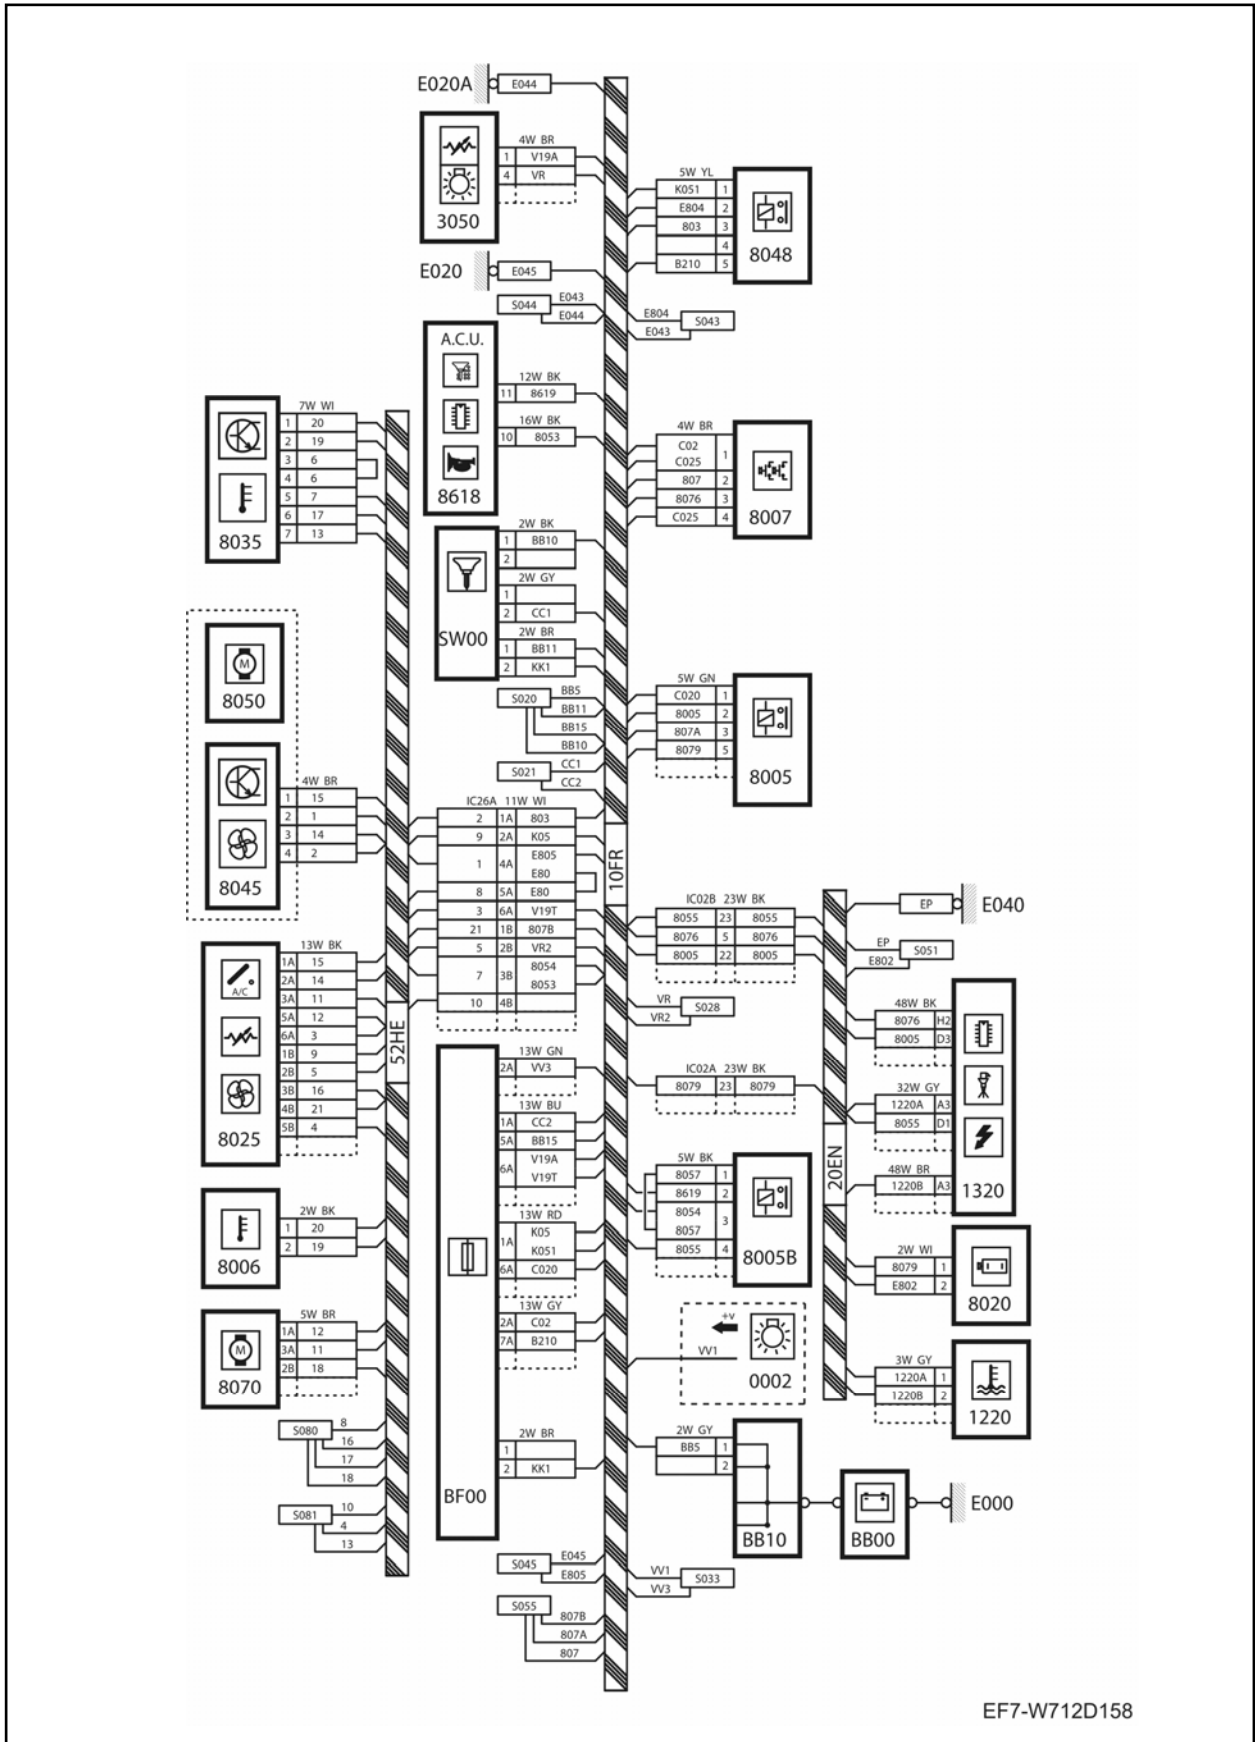 E020A E044
4W BR
1 V19A
4 VR
3050
5W YL
K051 1
E804 2
803 3
4
B210 5
8048
E020 E045
S044 E043
E044
E804 S043
E043
A.C.U.
12W BK
11 8619
16W BK
10 8053
8618
7W WI
1 20
2 19
3 6
4 6
5 7
6 17
7 13
8035
4W BR
C02 1
C025
807 2
8076 3
C025 4
8007
2W BK
1 BB10
2
2W GY
1
2 CC1
2W BR
1 BB11
2 KK1
SW00
8050
5W GN
C020 1
8005 2
807A 3
8079 5
8005
S020 BB5
BB11
BB15
BB10
S021 CC1
CC2
4W BR
1 15
2 1
3 14
4 2
8045
IC26A 11W WI
2 1A 803
9 2A K05
1 4A E805
E80
8 5A E80
3 6A V19T
21 1B 807B
5 2B VR2
7 3B 8054
8053
10 4B
10FR
IC02B 23W BK
8055 23 8055
8076 5 8076
8005 22 8005
EP E040
EP S051
E802
13W BK
1A 15
2A 14
3A 11
5A 12
6A 3
1B 9
2B 5
3B 16
4B 21
5B 4
A/C
8025
52HE
VR S028
VR2
48W BK
8076 H2
8005 D3
32W GY
1220A A3
8055 D1
48W BR
1220B A3
1320
13W GN
2A VV3
13W BU
1A CC2
5A BB15
6A V19A
V19T
13W RD
1A K05
K051
6A C020
13W GY
2A C02
7A B210
2W BR
1
2 KK1
BF00
IC02A 23W BK
8079 23 8079
20EN
5W BK
8057 1
8619 2
8054 3
8057
8055 4
8005B
2W BK
1 20
2 19
8006
2W WI
8079 1
E802 2
8020
5W BR
1A 12
3A 11
2B 18
8070
+v
VV1
0002
3W GY
1220A 1
1220B 2
1220
S080 8
16
17
18
2W GY
BB5 1
2
BB10
BB00
E000
S081 10
4
13
S045 E045
E805
VV1 S033
VV3
S055
807B
807A
807
EF7-W712D158